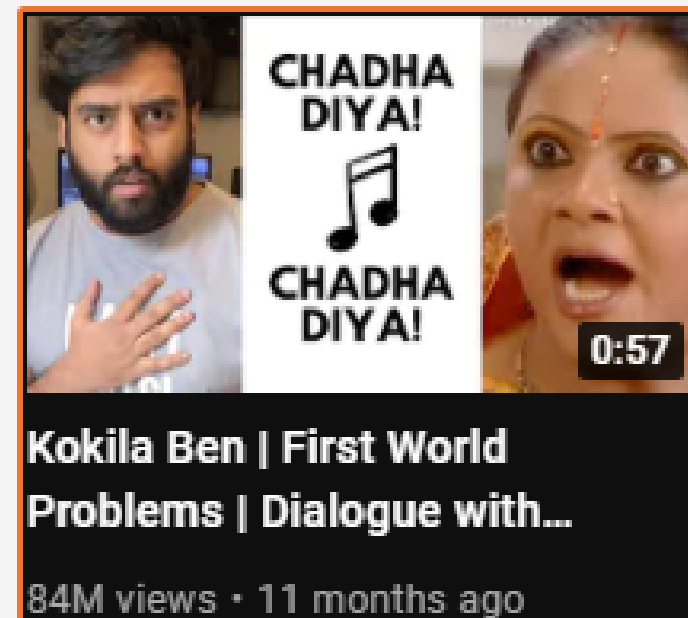 CHADHA
DIYA!
CHADHA
DIYA!
0:57
Kokila Ben | First World
Problems | Dialogue with...
84M views • 11 months ago